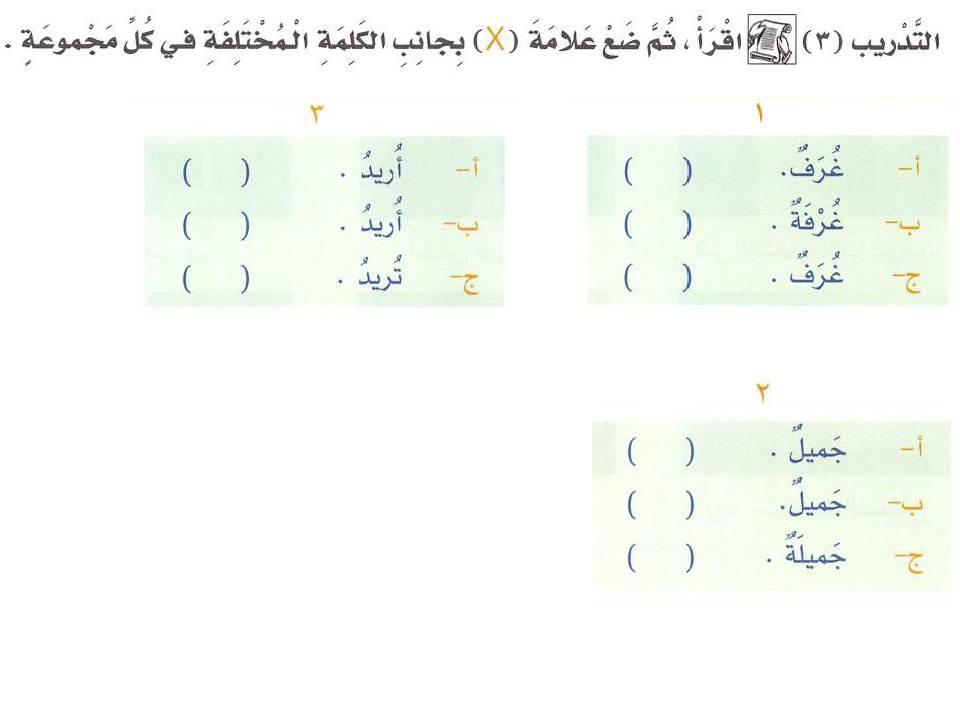 التَّدْريب (٣) اقْرَأْ ، ثُمَّ ضَعْ عَلامَةَ (X) بِجانِبِ الكَلِمَةِ الْمُخْتَلِفَةِ في كُلِّ مَجْموعَةٍ .
١
أ- غُرَفٌ. ( )
ب- غُرْفَةٌ . ( )
ج- غُرَفٌ . ( )
٢
أ- جَميلٌ . ( )
ب- جَميلٌ. ( )
ج- جَميلَةٌ . ( )
٣
أ- أُريدُ . ( )
ب- أُريدُ . ( )
ج- تُريدُ . ( )